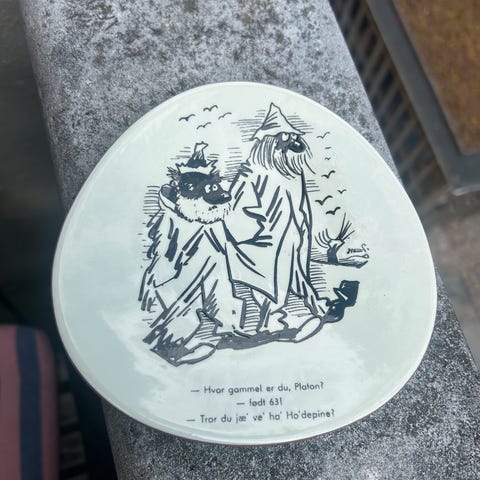 — Hvor gammel er du, Platon?
— født 63!
— Tror du jæ' ve' ha' Ho'depine?